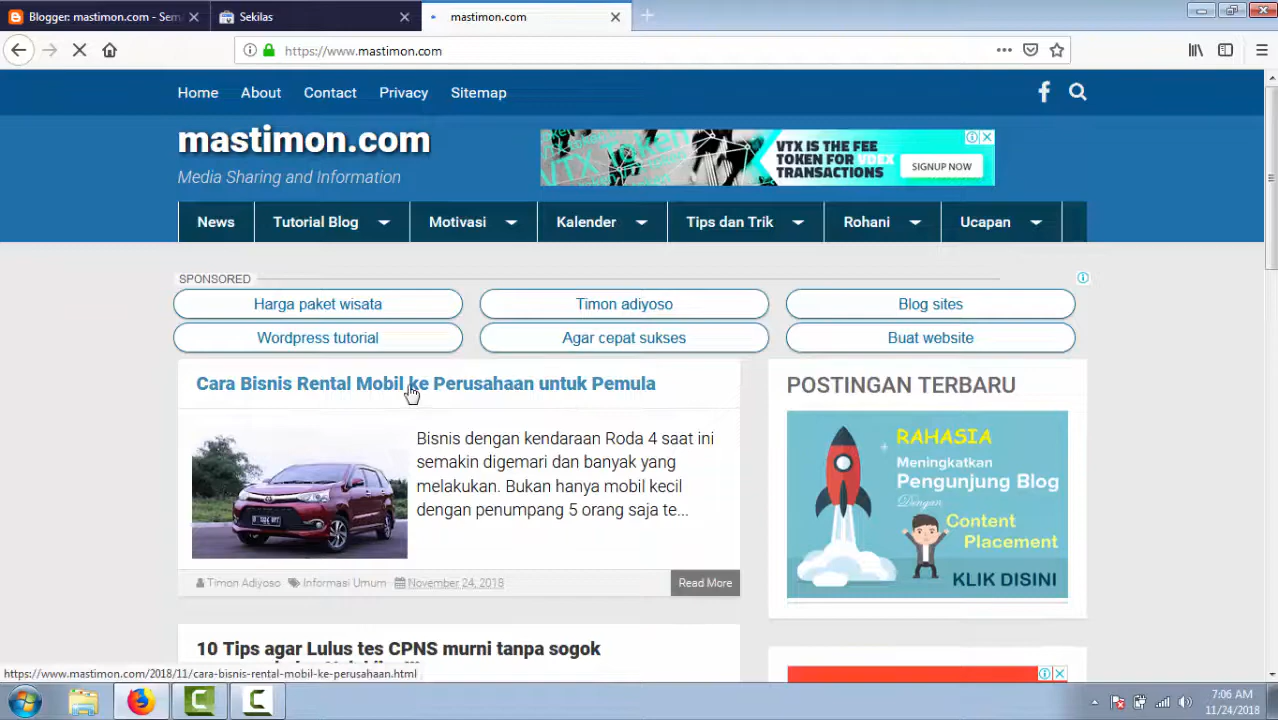 Blogger: mastimon.com - Sem
Sekilas
mastimon.com
https://www.mastimon.com
Home About Contact Privacy Sitemap
mastimon.com
Media Sharing and Information
VTX IS THE FEE
TOKEN FOR VDEX
TRANSACTIONS
SIGNUP NOW
News Tutorial Blog Motivasi Kalender Tips dan Trik Rohani Ucapan
SPONSORED
Harga paket wisata Timon adiyoso Blog sites
Wordpress tutorial Agar cepat sukses Buat website
Cara Bisnis Rental Mobil ke Perusahaan untuk Pemula
Bisnis dengan kendaraan Roda 4 saat ini
semakin digemari dan banyak yang
melakukan. Bukan hanya mobil kecil
dengan penumpang 5 orang saja te...
Timon Adiyoso Informasi Umum November 24, 2018
Read More
POSTINGAN TERBARU
RAHASIA
Meningkatkan
Pengunjung Blog
Dengan
Content
Placement
KLIK DISINI
10 Tips agar Lulus tes CPNS murni tanpa sogok
https://www.mastimon.com/2018/11/cara-bisnis-rental-mobil-ke-perusahaan.html
7:06 AM
11/24/2018